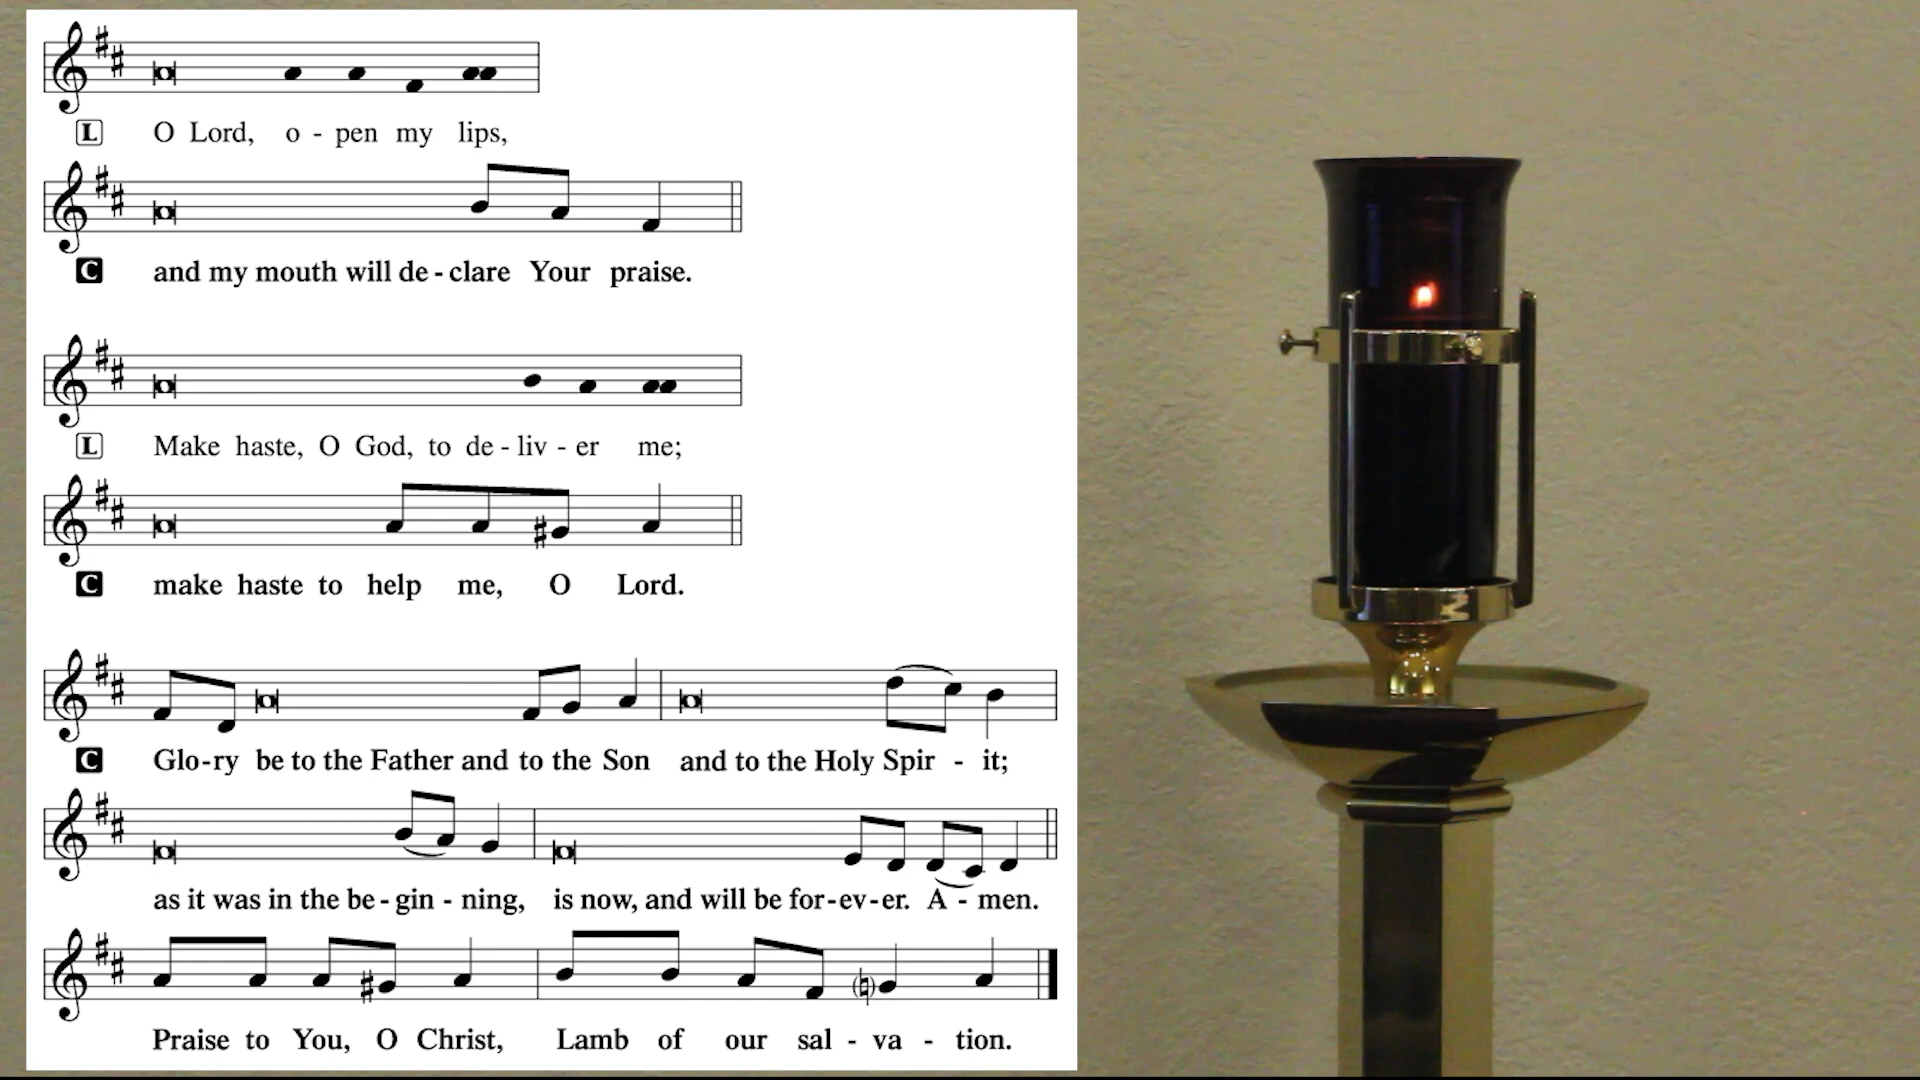 L O Lord, o - pen my lips,
C and my mouth will de - clare Your praise.
L Make haste, O God, to de - liv - er me;
C make haste to help me, O Lord.
C Glo - ry be to the Father and to the Son and to the Holy Spir - it;
as it was in the be - gin - ning, is now, and will be for - ev - er. A - men.
Praise to You, O Christ, Lamb of our sal - va - tion.